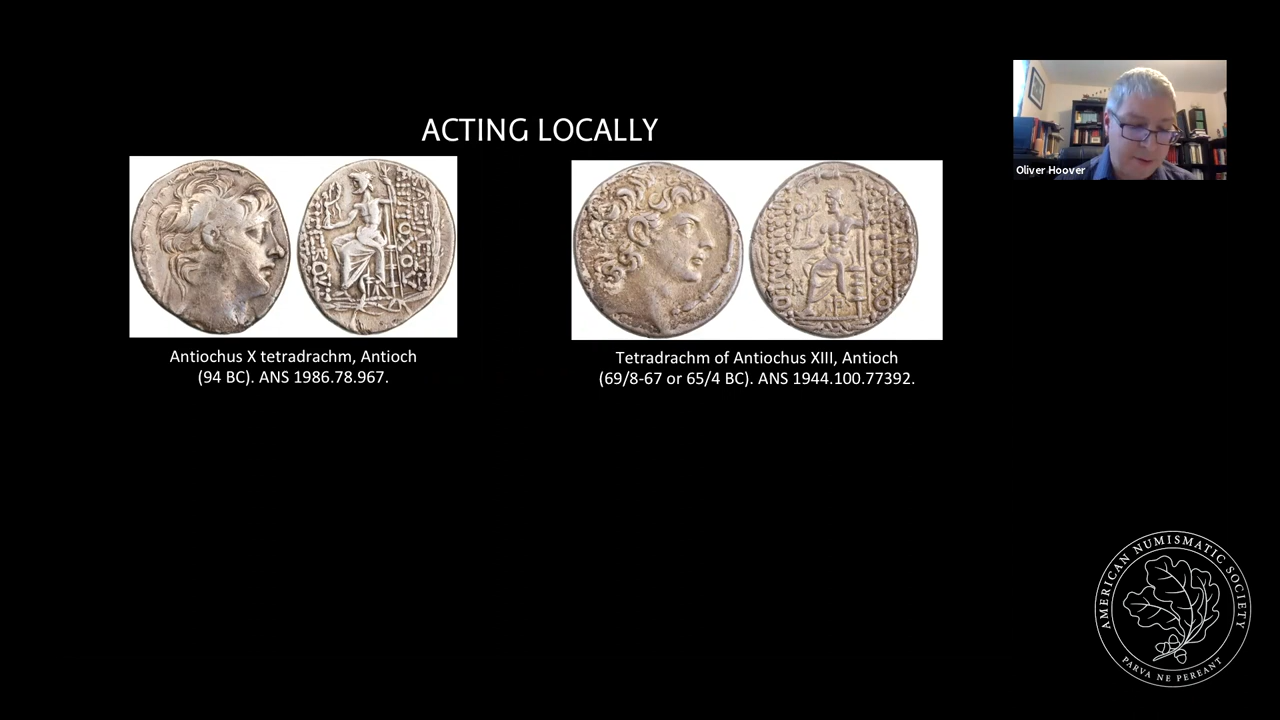 ACTING LOCALLY
Oliver Hoover
Antiochus X tetradrachm, Antioch
(94 BC). ANS 1986.78.967.
Tetradrachm of Antiochus XIII, Antioch
(69/8-67 or 65/4 BC). ANS 1944.100.77392.
AMERICAN NUMISMATIC SOCIETY
PARVA NE PEREANT